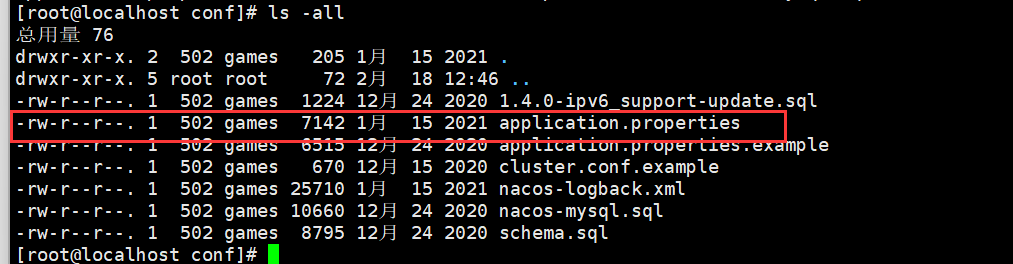 [root@localhost conf]# ls -all
总用量 76
drwxr-xr-x. 2  502 games   205 1月  15 2021 .
drwxr-xr-x. 5 root root     72 2月  18 12:46 ..
-rw-r--r--. 1  502 games  1224 12月 24 2020 1.4.0-ipv6_support-update.sql
-rw-r--r--. 1  502 games  7142 1月  15 2021 application.properties
-rw-r--r--. 1  502 games  6515 12月 24 2020 application.properties.example
-rw-r--r--. 1  502 games   670 12月 24 2020 cluster.conf.example
-rw-r--r--. 1  502 games 25710 1月  15 2021 nacos-logback.xml
-rw-r--r--. 1  502 games 10660 12月 24 2020 nacos-mysql.sql
-rw-r--r--. 1  502 games  8795 12月 24 2020 schema.sql
[root@localhost conf]#